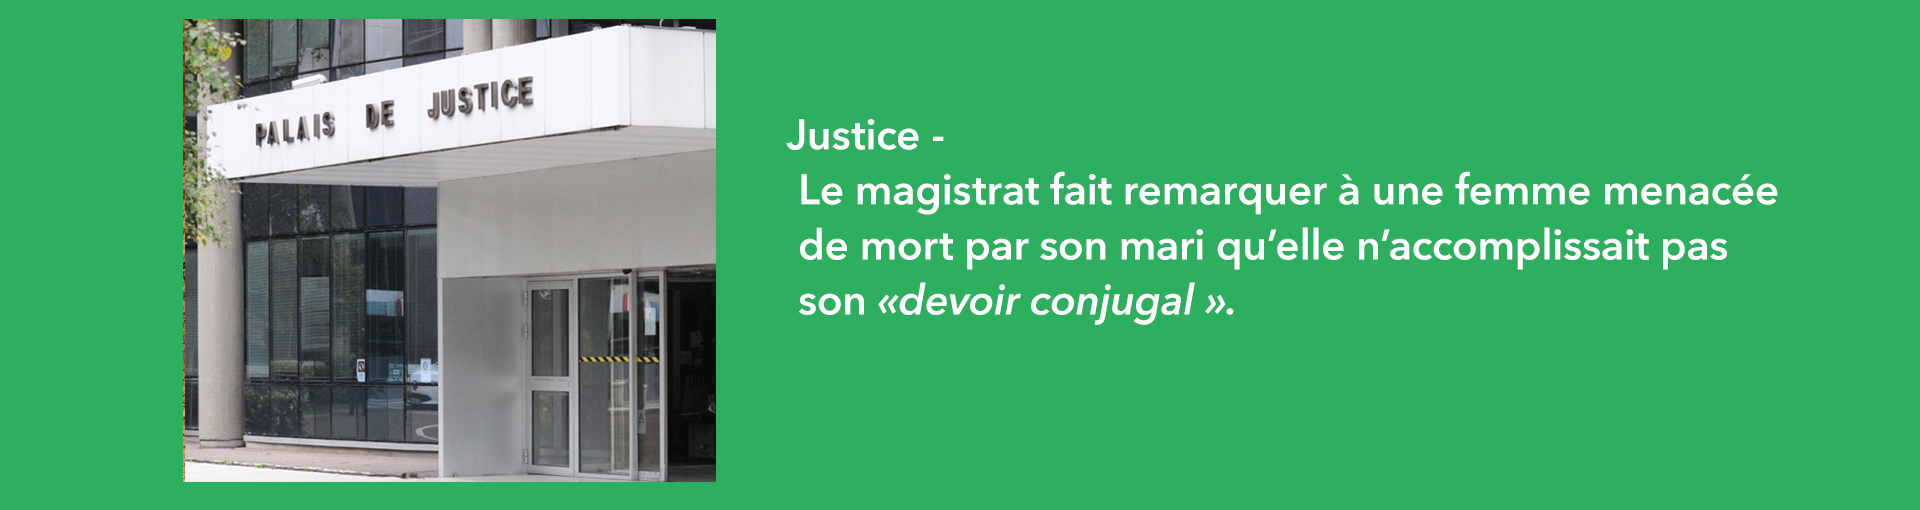 PALAIS DE JUSTICE
Justice -
Le magistrat fait remarquer à une femme menacée
de mort par son mari qu’elle n’accomplissait pas
son «devoir conjugal ».